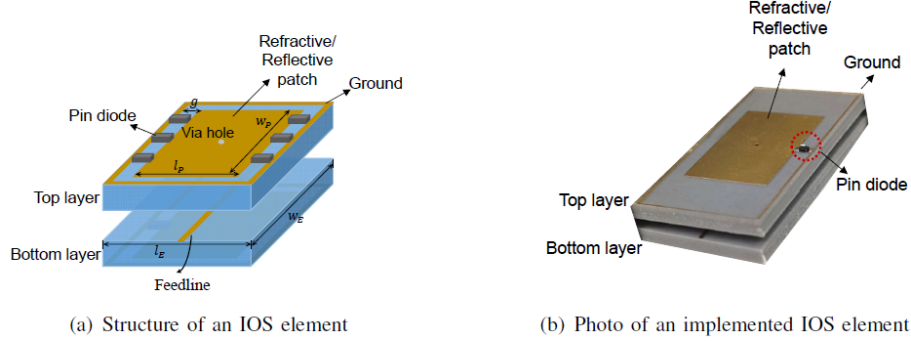 Refractive/
Reflective
patch
Ground
g
Pin diode
Via hole
w_P
l_P
Top layer
w_E
Bottom layer
l_E
Feedline
(a) Structure of an IOS element
Refractive/
Reflective
patch
Ground
Pin diode
Top layer
Bottom layer
(b) Photo of an implemented IOS element